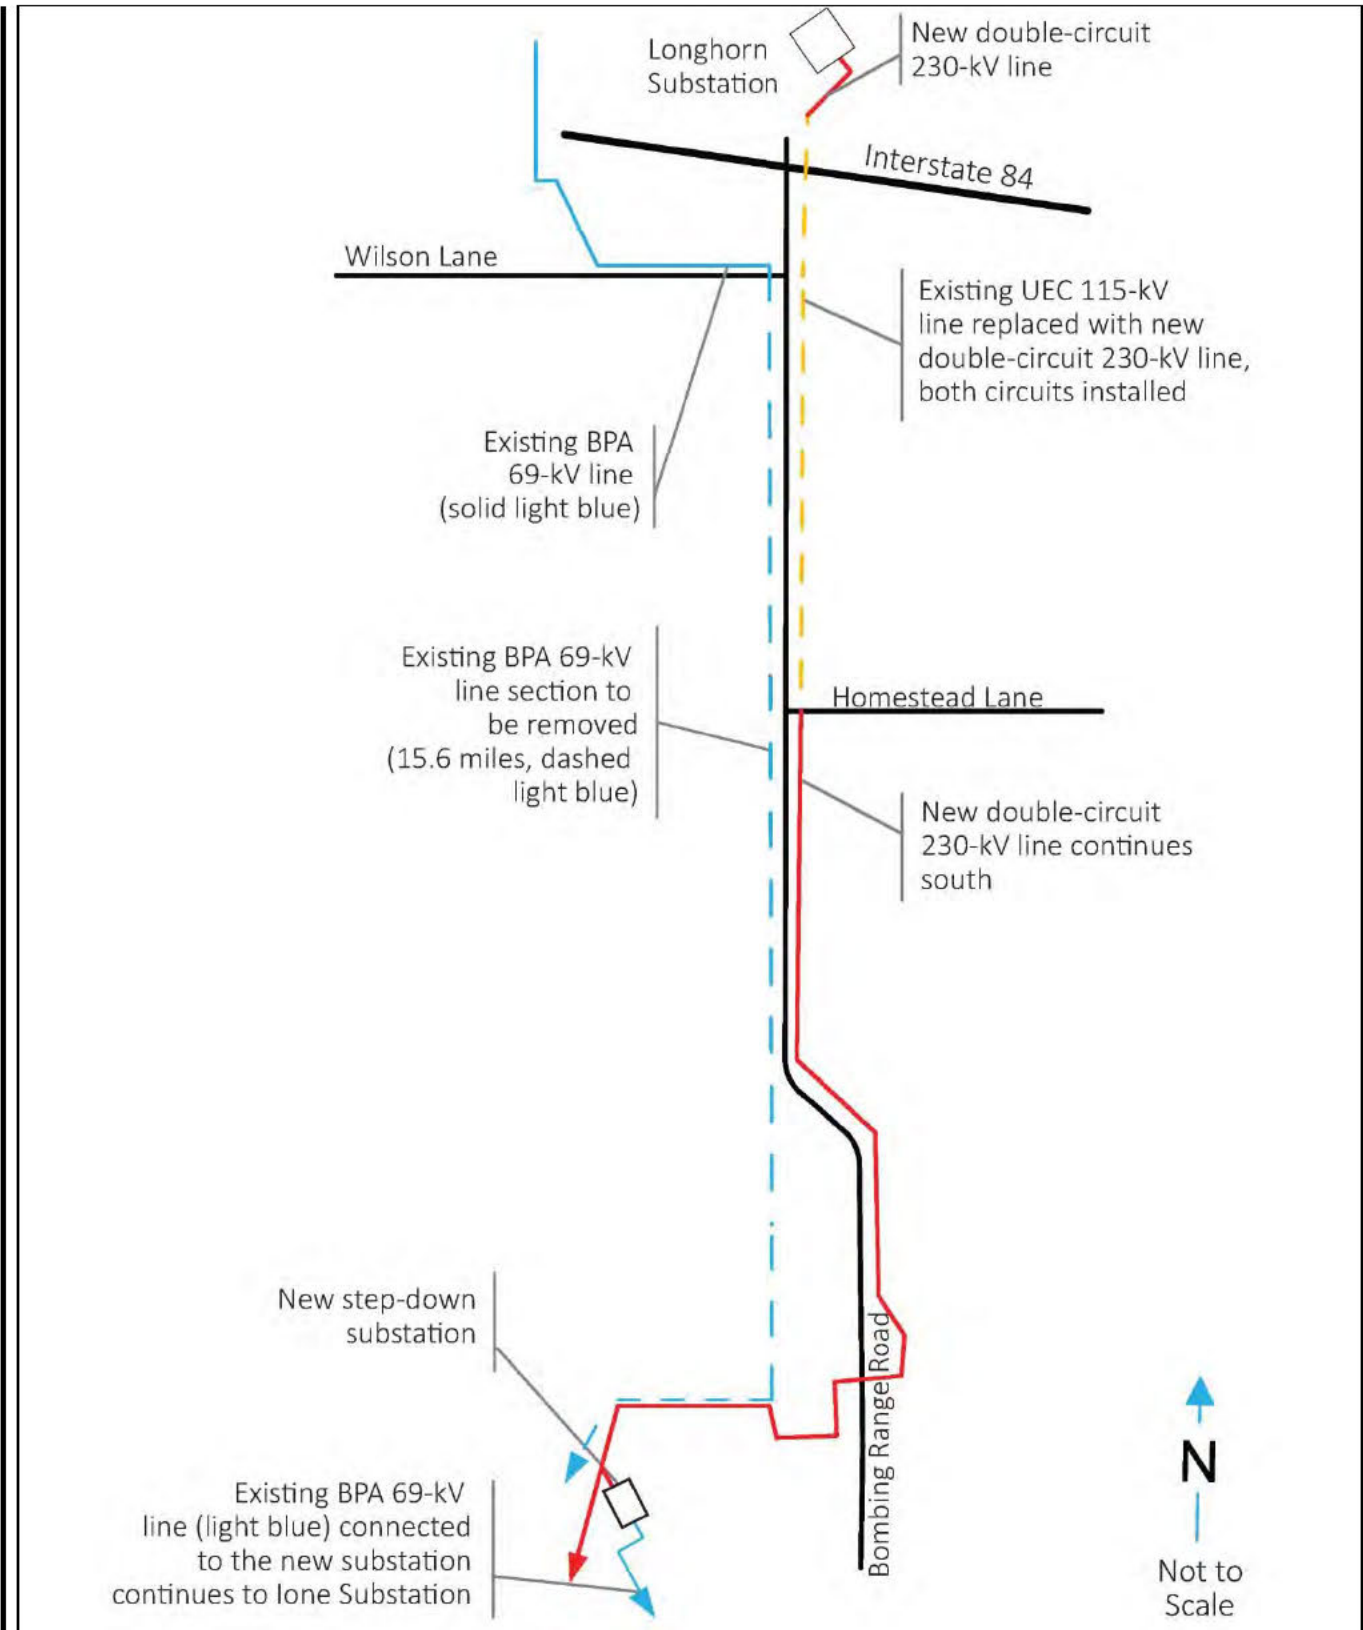 Longhorn
Substation
New double-circuit
230-kV line
Interstate 84
Wilson Lane
Existing UEC 115-kV
line replaced with new
double-circuit 230-kV line,
both circuits installed
Existing BPA
69-kV line
(solid light blue)
Existing BPA 69-kV
line section to
be removed
(15.6 miles, dashed
light blue)
Homestead Lane
New double-circuit
230-kV line continues
south
New step-down
substation
Bombing Range Road
Existing BPA 69-kV
line (light blue) connected
to the new substation
continues to Ione Substation
N
Not to
Scale